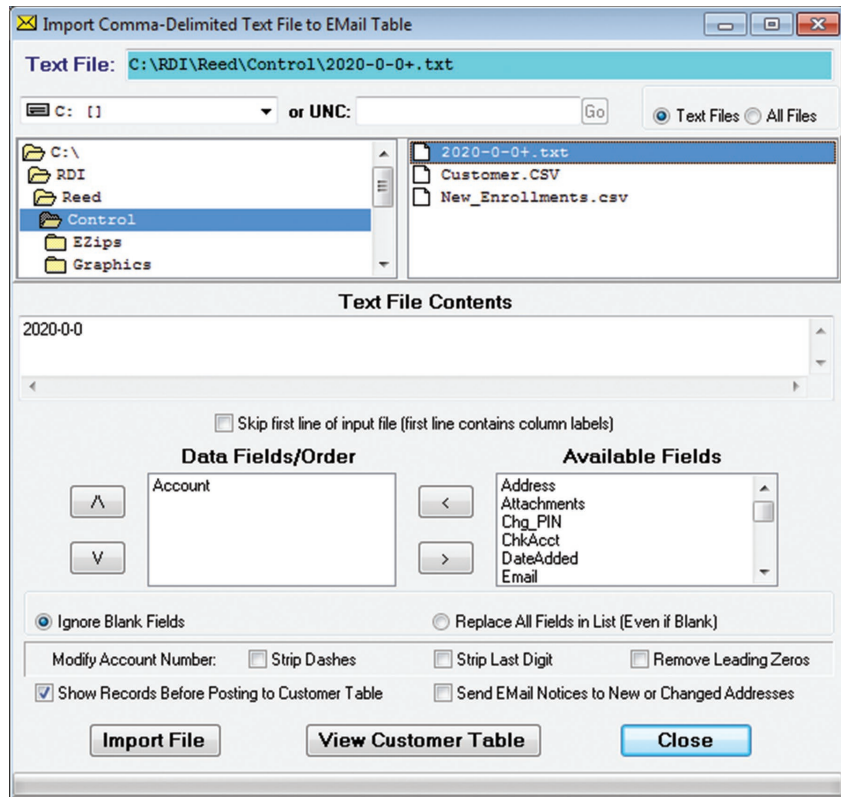 Import Comma-Delimited Text File to EMail Table
Text File: C:\RDI\Reed\Control\2020-0-0+.txt
C: [] or UNC: Go Text Files All Files
C:\
RDI
Reed
Control
EZips
Graphics
2020-0-0+.txt
Customer.CSV
New_Enrollments.csv
Text File Contents
2020-0-0
Skip first line of input file (first line contains column labels)
Data Fields/Order
Account
/\
V
<
>
Available Fields
Address
Attachments
Chg_PIN
ChkAcct
DateAdded
Email
Ignore Blank Fields Replace All Fields in List (Even if Blank)
Modify Account Number: Strip Dashes Strip Last Digit Remove Leading Zeros
Show Records Before Posting to Customer Table Send EMail Notices to New or Changed Addresses
Import File View Customer Table Close